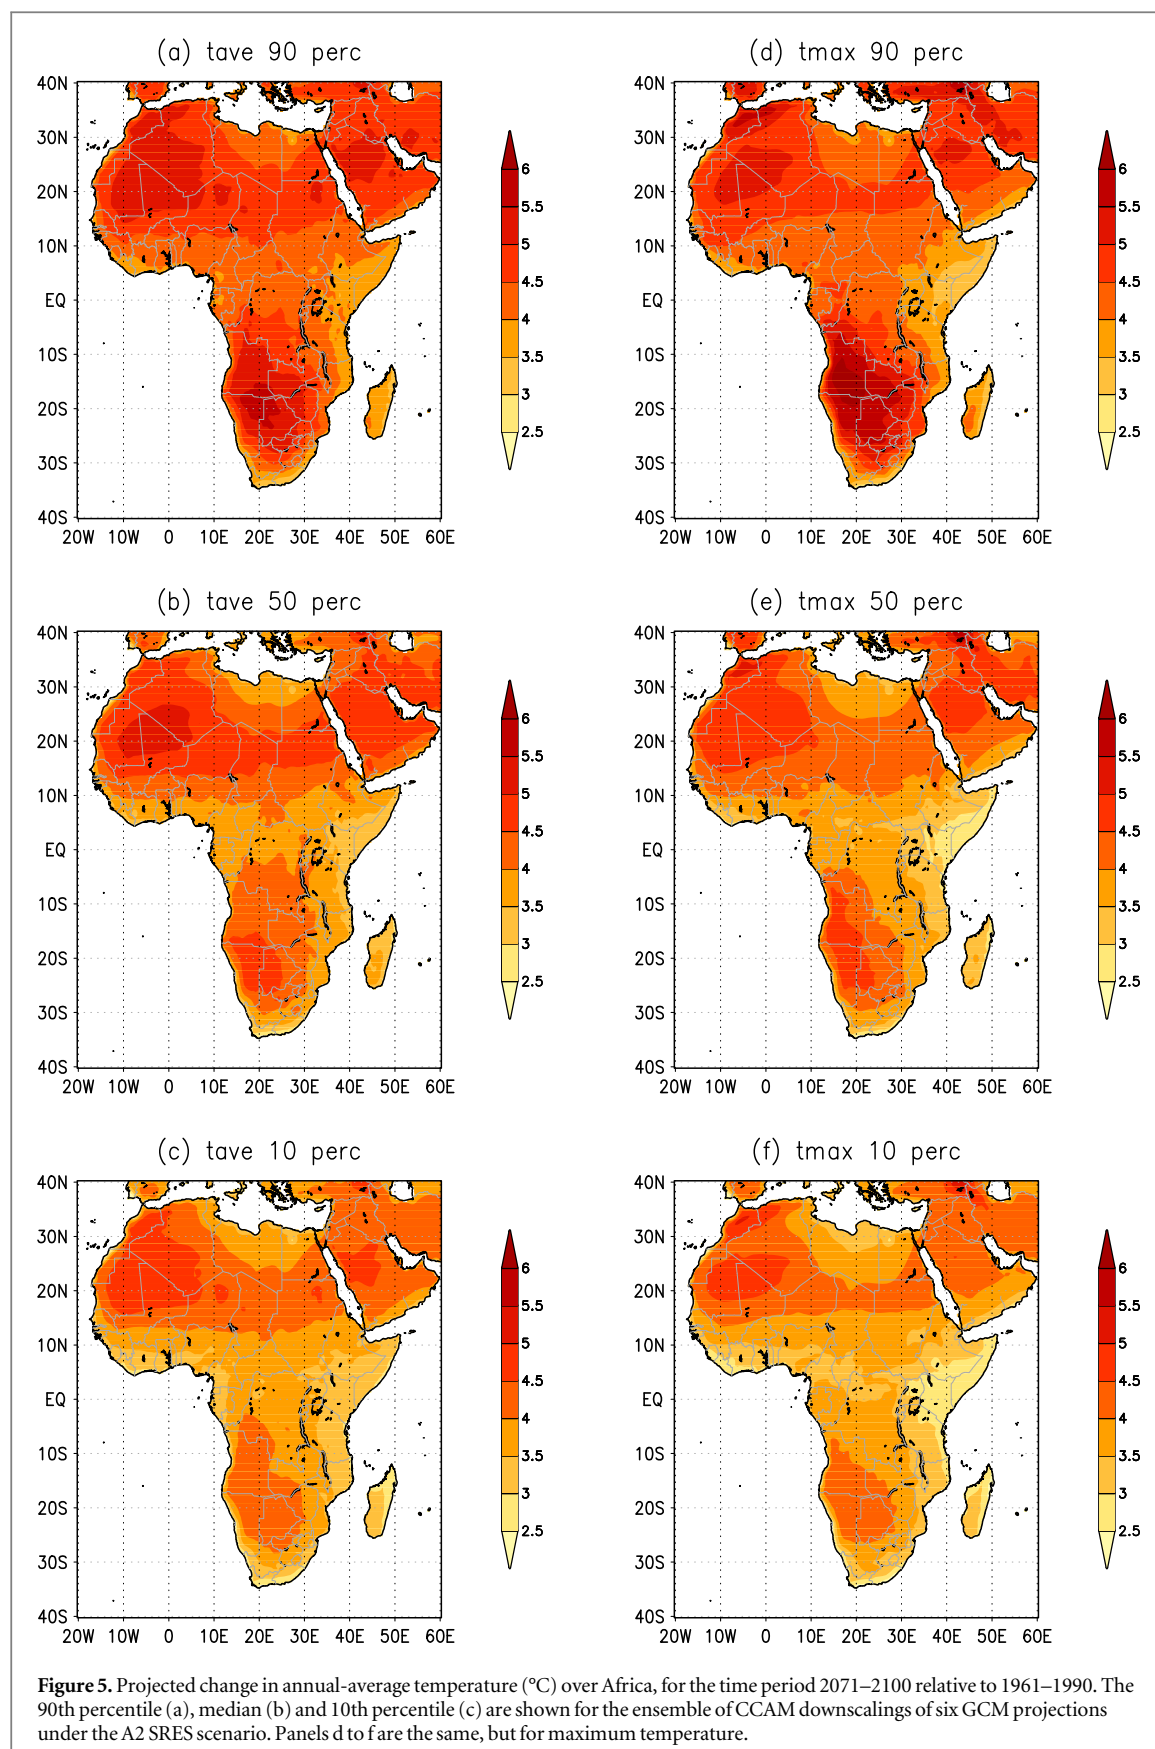 (a) tave 90 perc
40N
30N
20N
10N
EQ
10S
20S
30S
40S
20W 10W 0 10E 20E 30E 40E 50E 60E
6
5.5
5
4.5
4
3.5
3
2.5
(d) tmax 90 perc
40N
30N
20N
10N
EQ
10S
20S
30S
40S
20W 10W 0 10E 20E 30E 40E 50E 60E
6
5.5
5
4.5
4
3.5
3
2.5
(b) tave 50 perc
40N
30N
20N
10N
EQ
10S
20S
30S
40S
20W 10W 0 10E 20E 30E 40E 50E 60E
6
5.5
5
4.5
4
3.5
3
2.5
(e) tmax 50 perc
40N
30N
20N
10N
EQ
10S
20S
30S
40S
20W 10W 0 10E 20E 30E 40E 50E 60E
6
5.5
5
4.5
4
3.5
3
2.5
(c) tave 10 perc
40N
30N
20N
10N
EQ
10S
20S
30S
40S
20W 10W 0 10E 20E 30E 40E 50E 60E
6
5.5
5
4.5
4
3.5
3
2.5
(f) tmax 10 perc
40N
30N
20N
10N
EQ
10S
20S
30S
40S
20W 10W 0 10E 20E 30E 40E 50E 60E
6
5.5
5
4.5
4
3.5
3
2.5
Figure 5. Projected change in annual-average temperature (°C) over Africa, for the time period 2071–2100 relative to 1961–1990. The
90th percentile (a), median (b) and 10th percentile (c) are shown for the ensemble of CCAM downscalings of six GCM projections
under the A2 SRES scenario. Panels d to f are the same, but for maximum temperature.